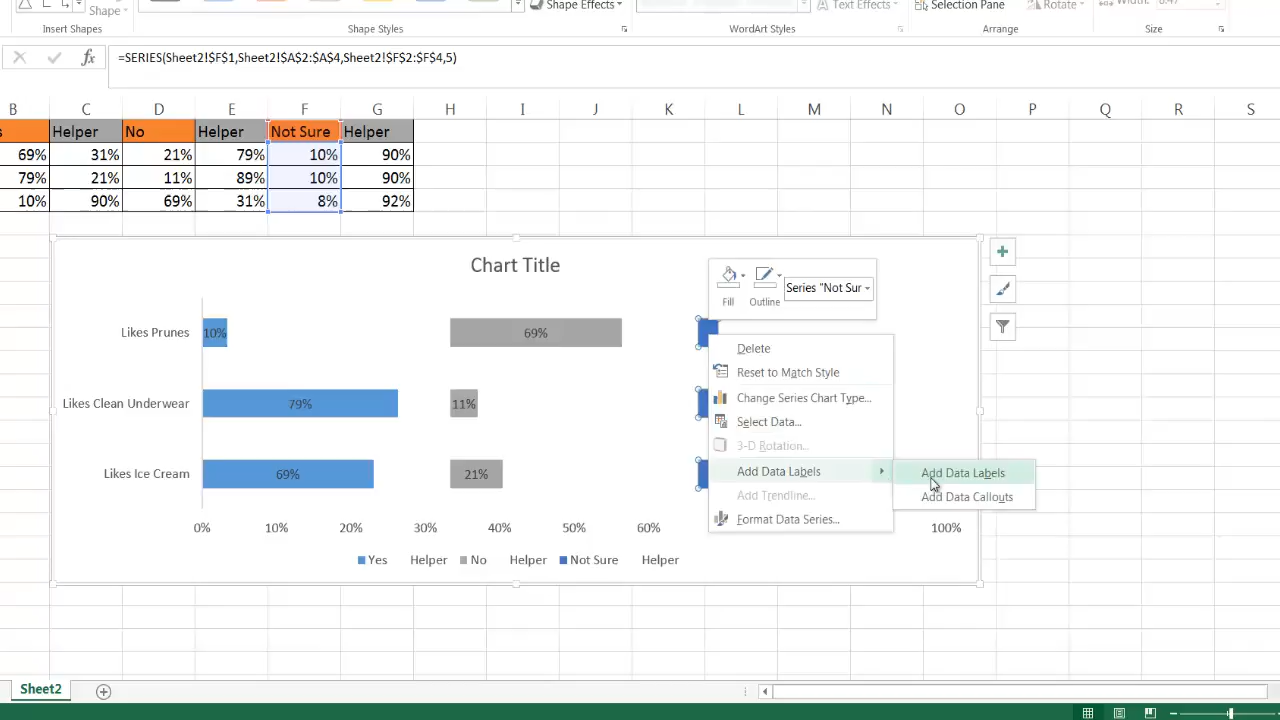 Shape Effects
Text Effects
Selection Pane
Rotate
Width:
0.47"
Shape
Insert Shapes
Shape Styles
WordArt Styles
Arrange
Size
fx =SERIES(Sheet2!$F$1,Sheet2!$A$2:$A$4,Sheet2!$F$2:$F$4,5)
B C D E F G H I J K L M N O P Q R S
s Helper No Helper Not Sure Helper
69% 31% 21% 79% 10% 90%
79% 21% 11% 89% 10% 90%
10% 90% 69% 31% 8% 92%
Chart Title
Fill
Outline
Series "Not Sur
Likes Prunes 10% 69%
Likes Clean Underwear 79% 11%
Likes Ice Cream 69% 21%
0% 10% 20% 30% 40% 50% 60% 100%
Yes Helper No Helper Not Sure Helper
Delete
Reset to Match Style
Change Series Chart Type...
Select Data...
3-D Rotation...
Add Data Labels
Add Trendline...
Format Data Series...
Add Data Labels
Add Data Callouts
Sheet2